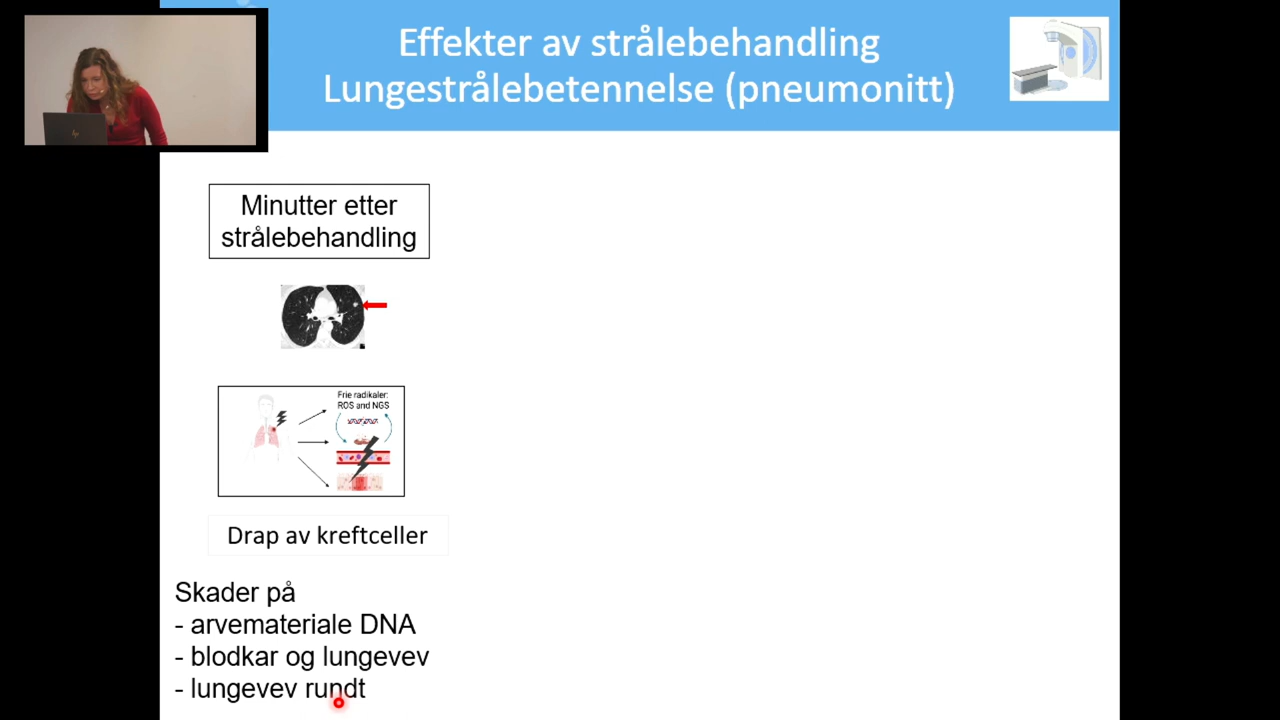 Effekter av strålebehandling
Lungestrålebetennelse (pneumonitt)
Minutter etter
strålebehandling
Frie radikaler:
ROS and NGS
Drap av kreftceller
Skader på
- arvemateriale DNA
- blodkar og lungevev
- lungevev rundt